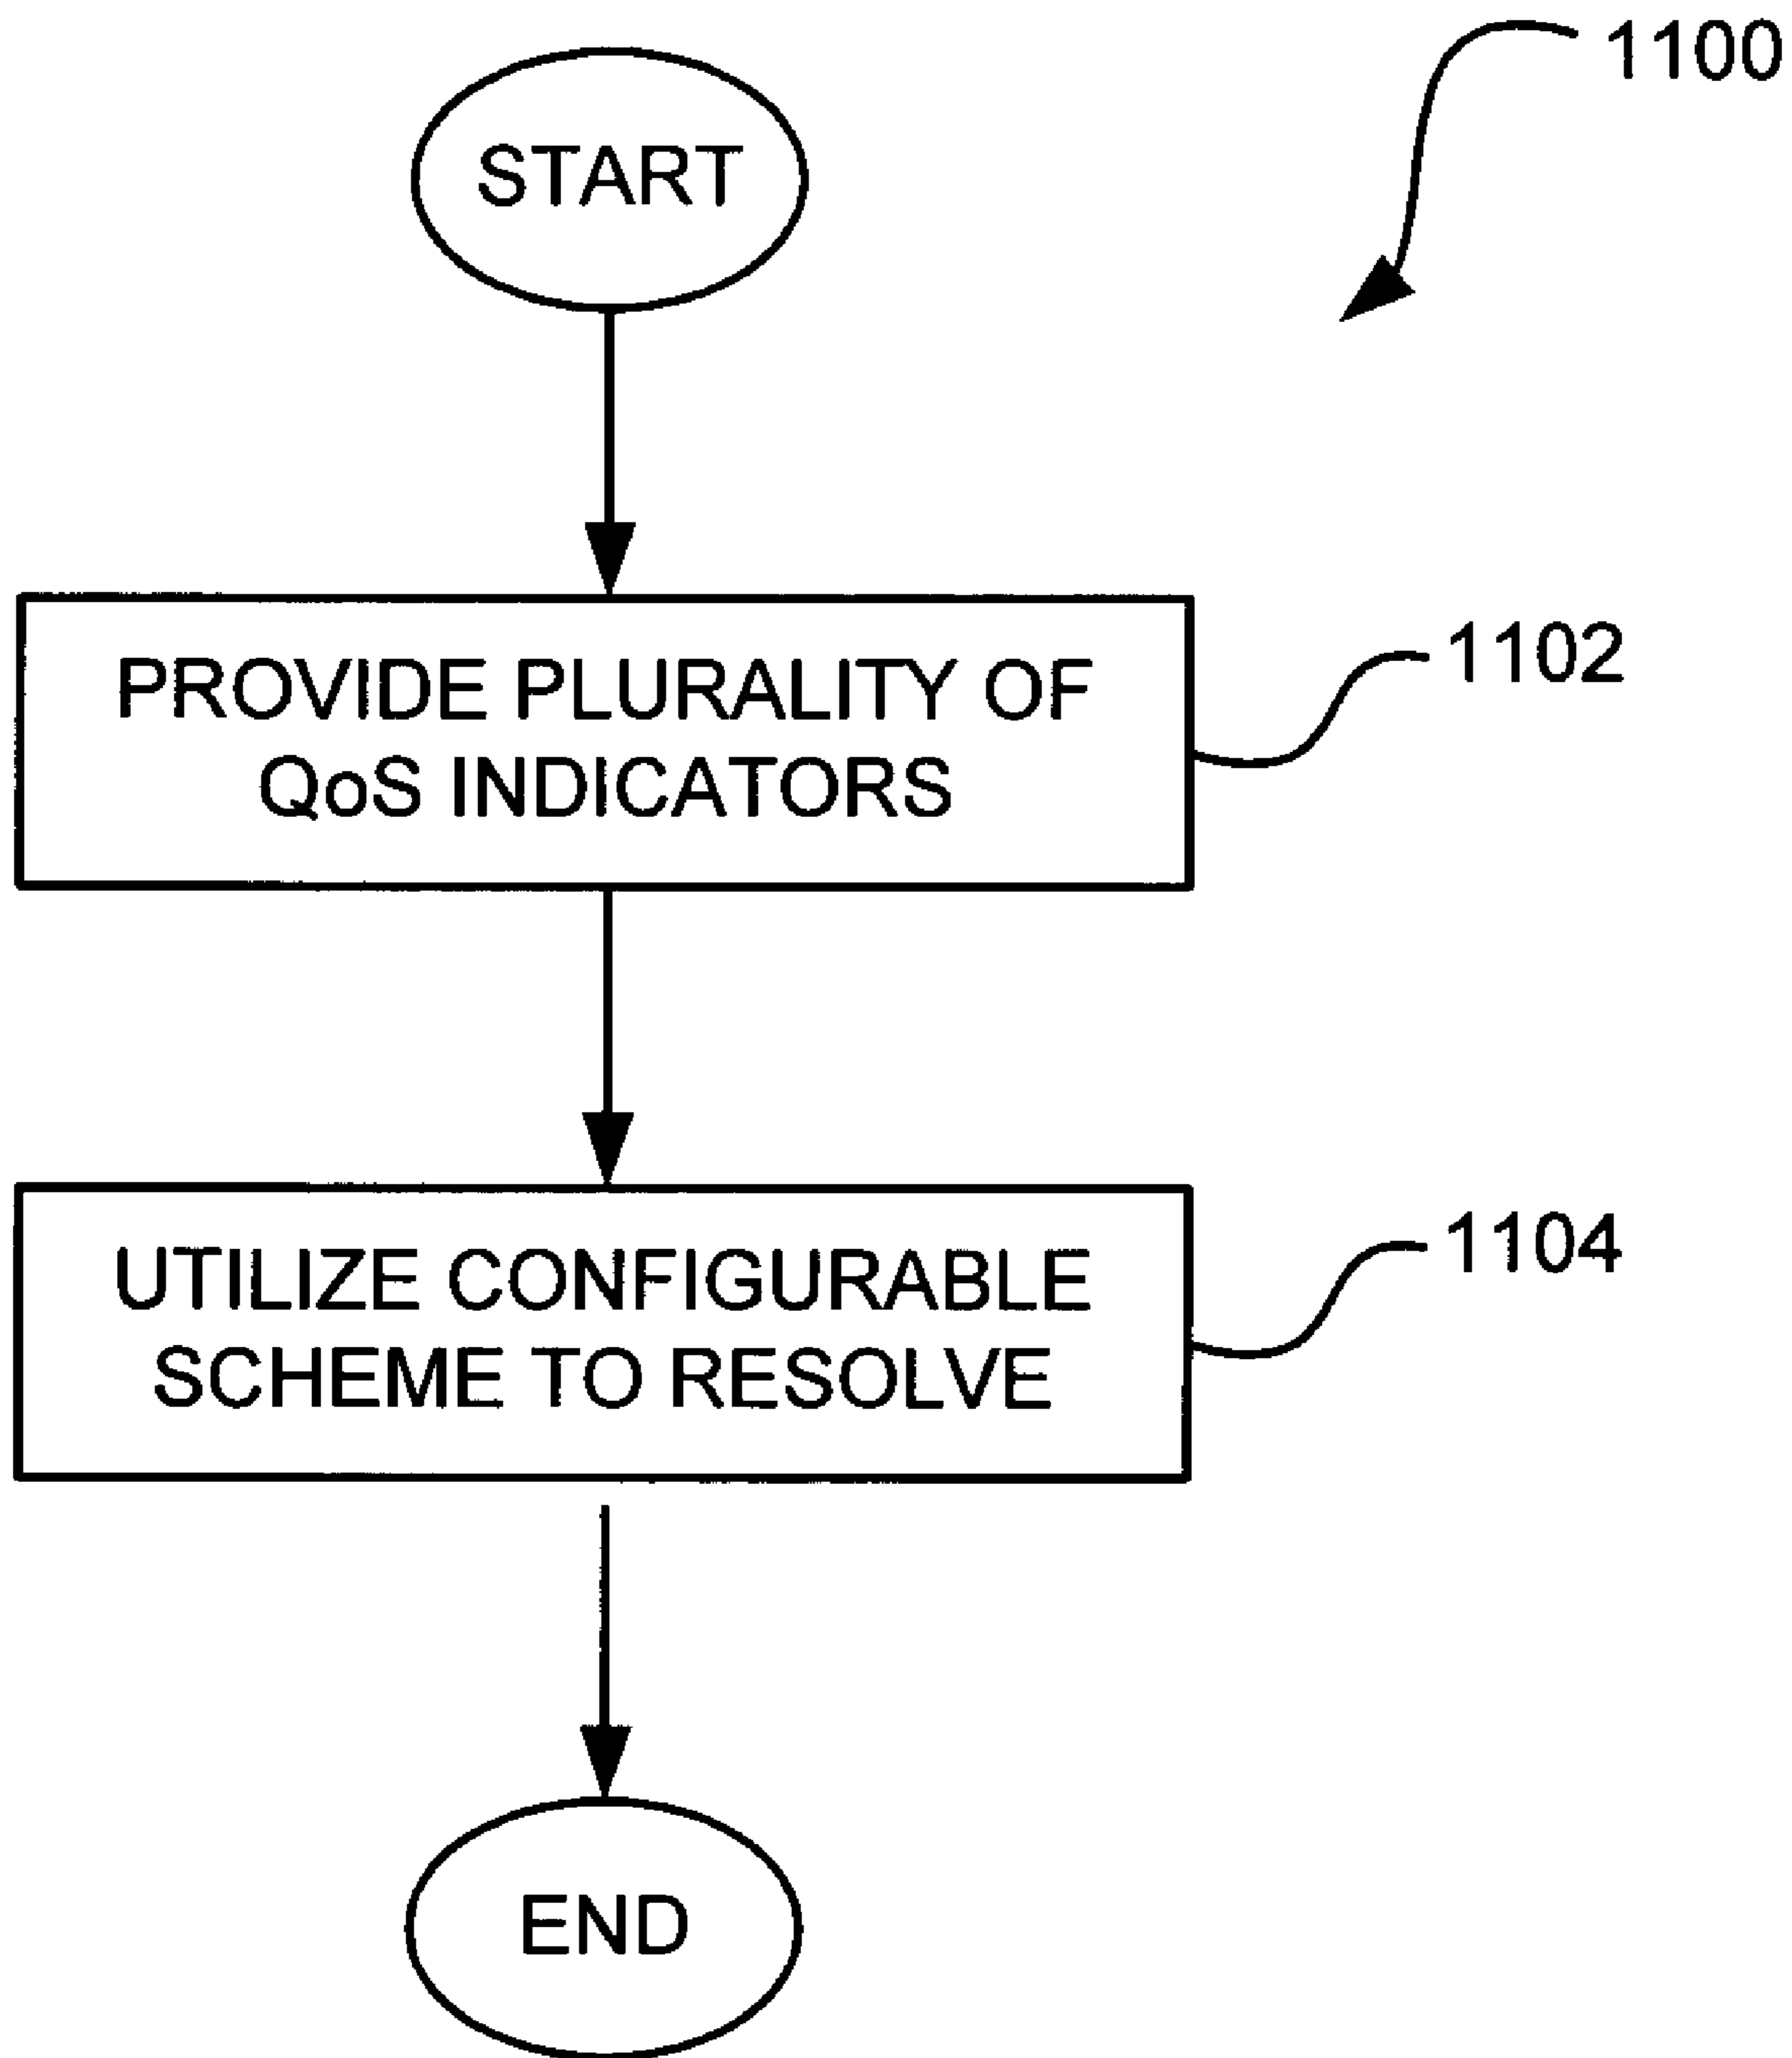 1100
START
PROVIDE PLURALITY OF
QoS INDICATORS
1102
UTILIZE CONFIGURABLE
SCHEME TO RESOLVE
1104
END